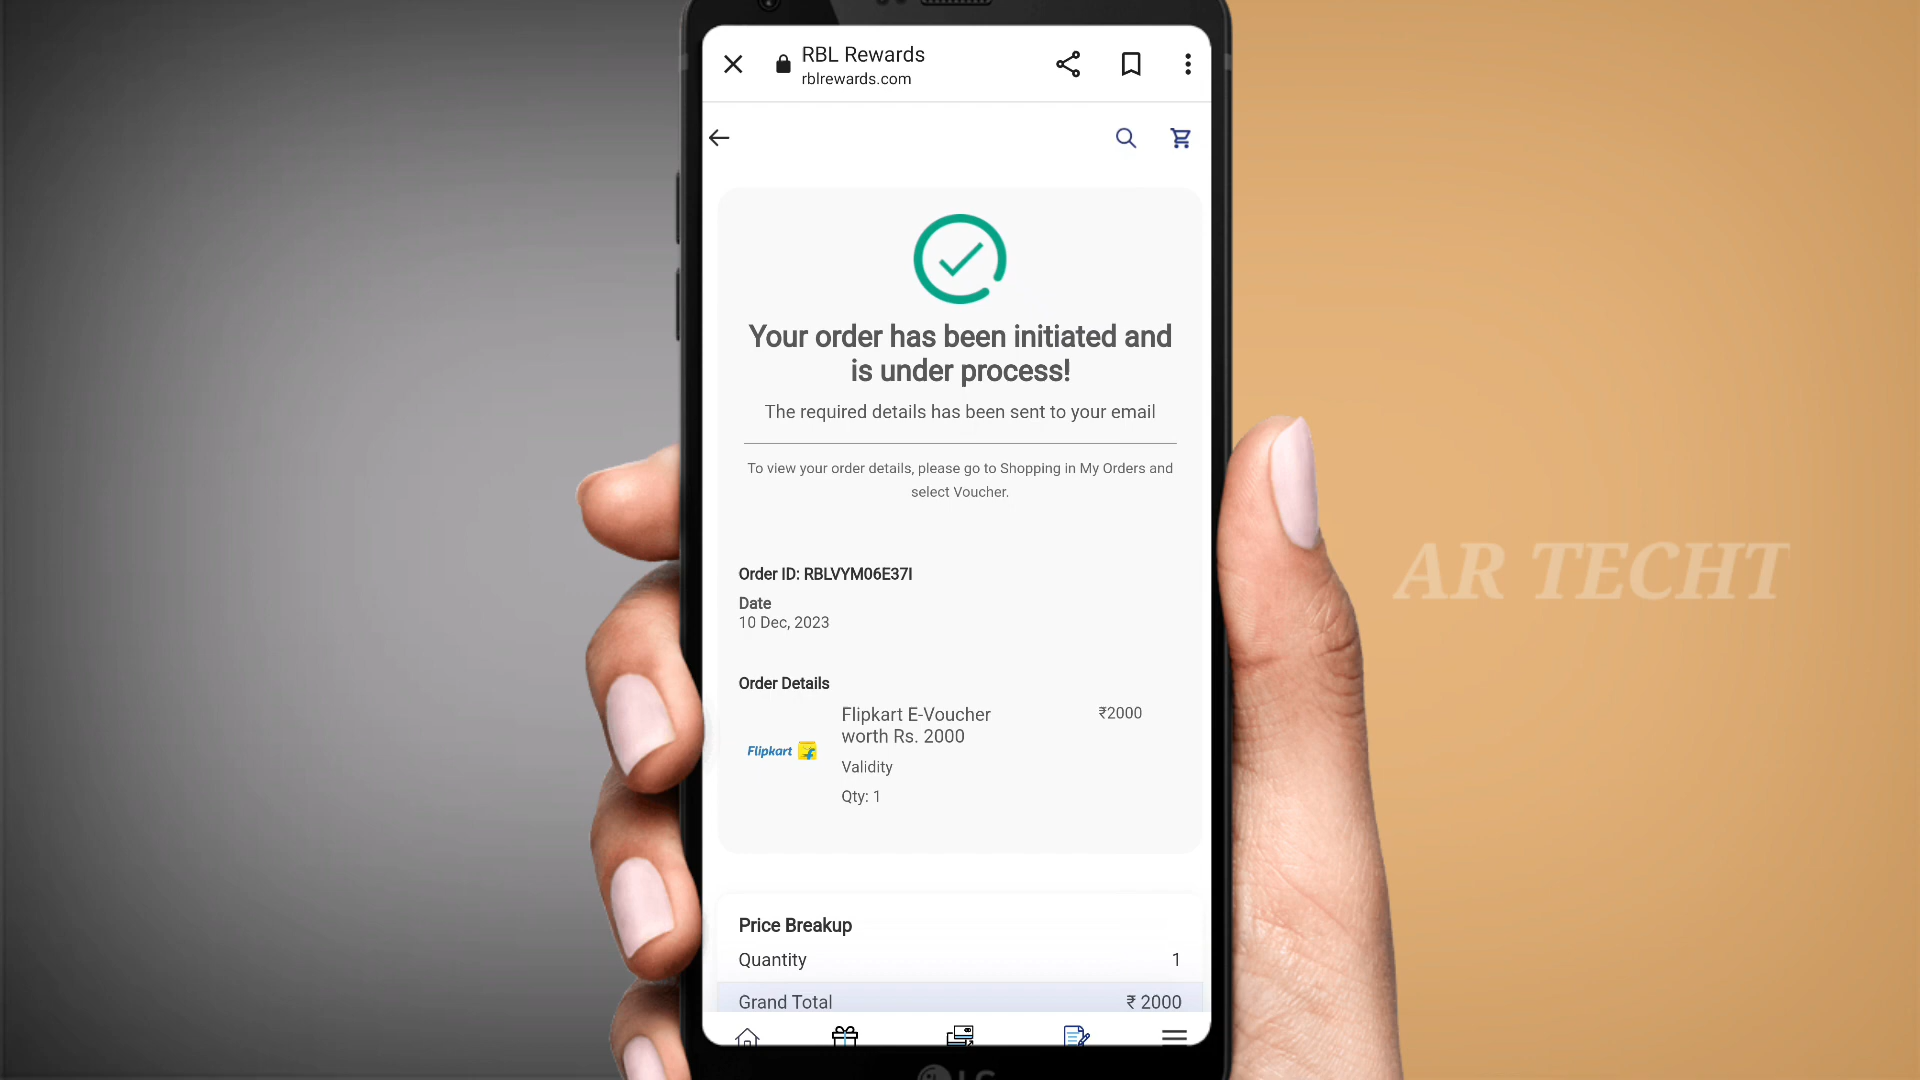 RBL Rewards
rblrewards.com
Your order has been initiated and
is under process!
The required details has been sent to your email
To view your order details, please go to Shopping in My Orders and
select Voucher.
Order ID: RBLVYM06E37I
Date
10 Dec, 2023
Order Details
Flipkart E-Voucher
worth Rs. 2000
₹2000
Flipkart
Validity
Qty: 1
Price Breakup
Quantity 1
Grand Total ₹ 2000
LG
AR TECHT